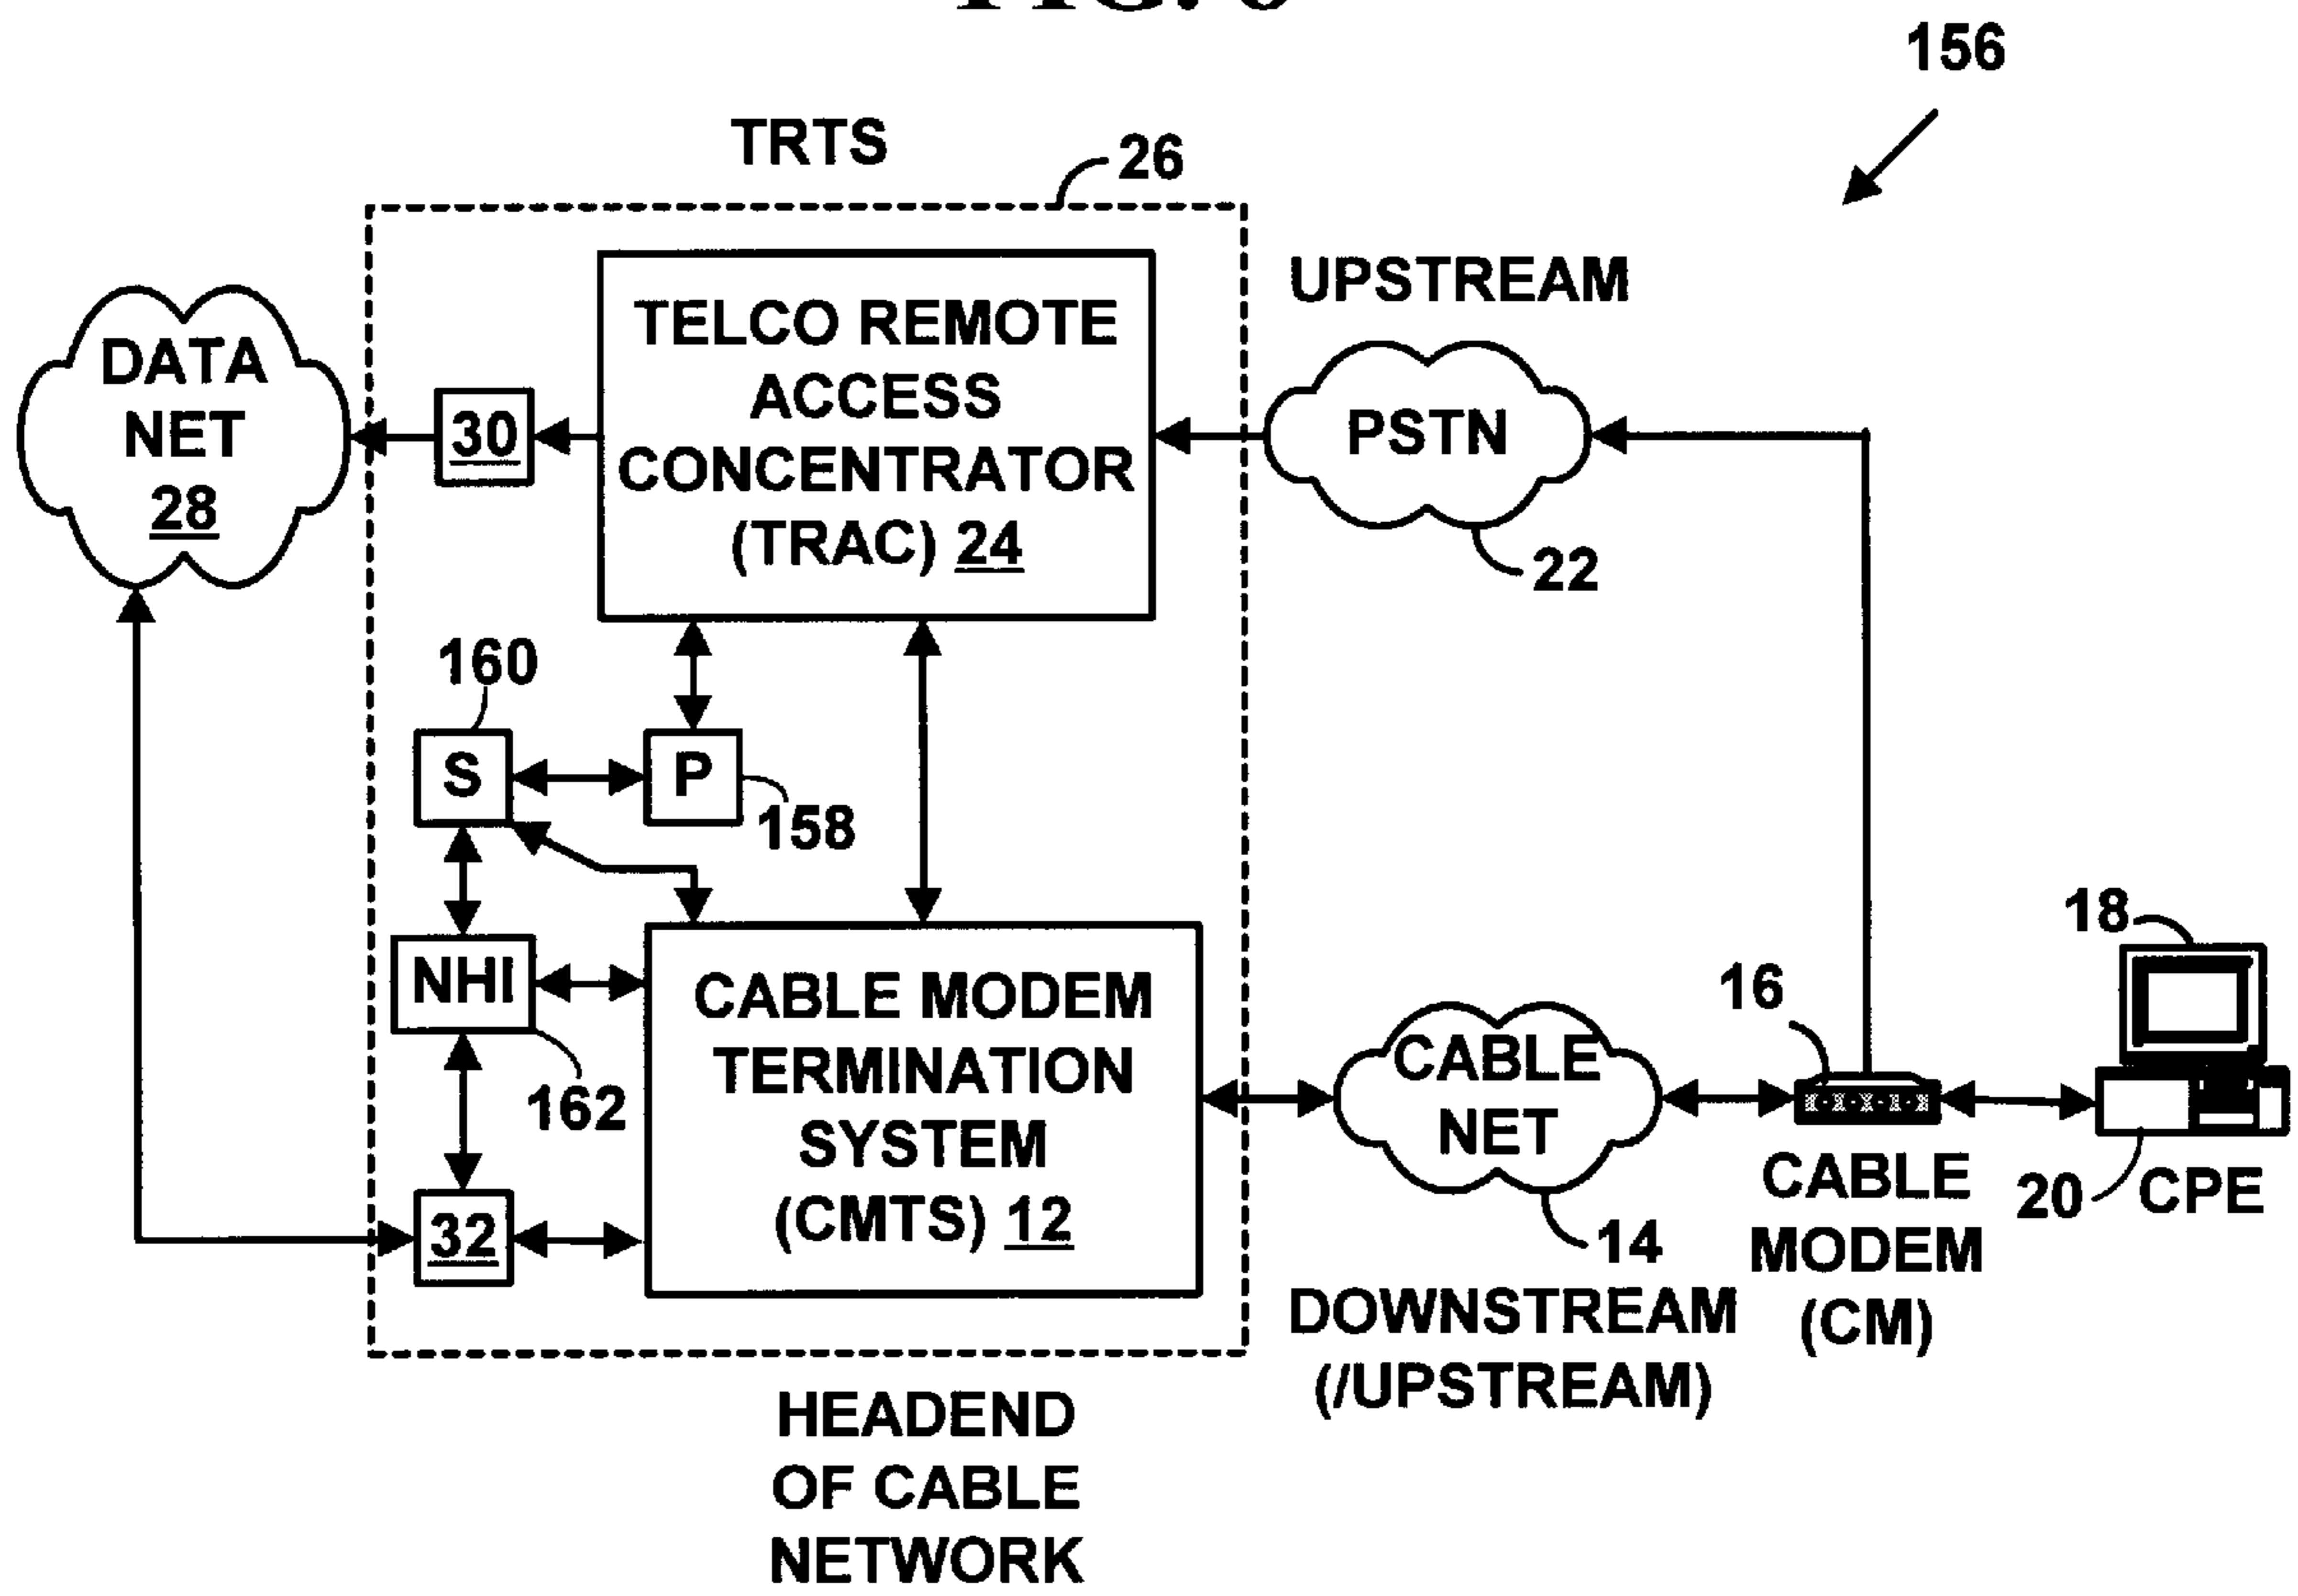 156
TRTS
26
UPSTREAM
TELCO REMOTE
ACCESS
CONCENTRATOR
(TRAC) 24
DATA
NET
28
30
PSTN
22
160
S
P
158
NHI
162
32
CABLE MODEM
TERMINATION
SYSTEM
(CMTS) 12
CABLE
NET
14
DOWNSTREAM
(/UPSTREAM)
16
CABLE
MODEM
(CM)
18
20
CPE
HEADEND
OF CABLE
NETWORK